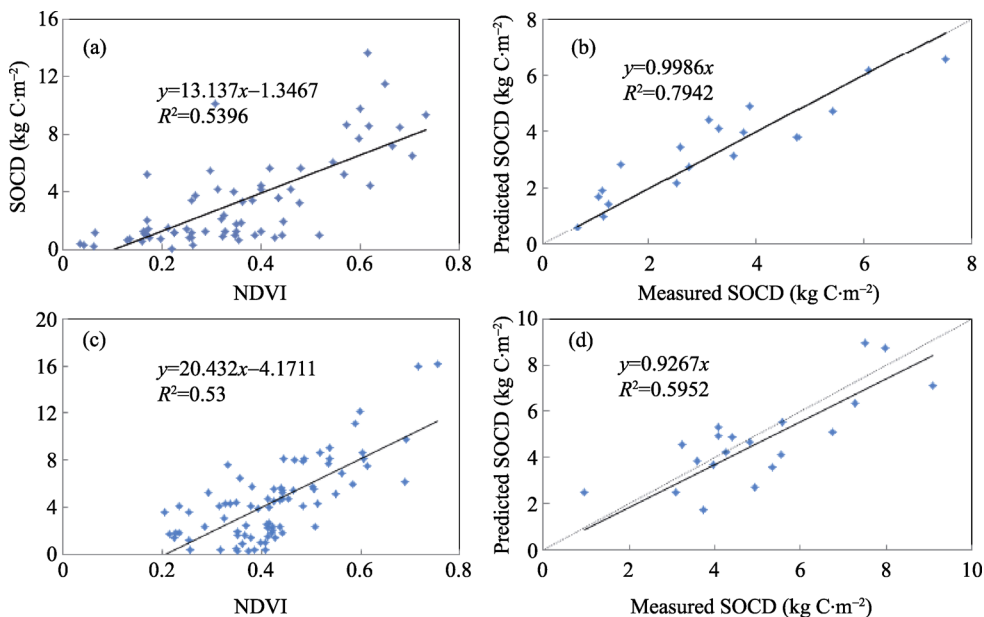 (a)
y=13.137x−1.3467
R²=0.5396
SOCD (kg C·m⁻²)
16
12
8
4
0
0
0.2
0.4
0.6
0.8
NDVI
(b)
y=0.9986x
R²=0.7942
Predicted SOCD (kg C·m⁻²)
8
6
4
2
0
2
4
6
8
Measured SOCD (kg C·m⁻²)
(c)
y=20.432x−4.1711
R²=0.53
20
16
12
8
4
0
0
0.2
0.4
0.6
0.8
NDVI
(d)
y=0.9267x
R²=0.5952
Predicted SOCD (kg C·m⁻²)
10
8
6
4
2
0
0
2
4
6
8
10
Measured SOCD (kg C·m⁻²)